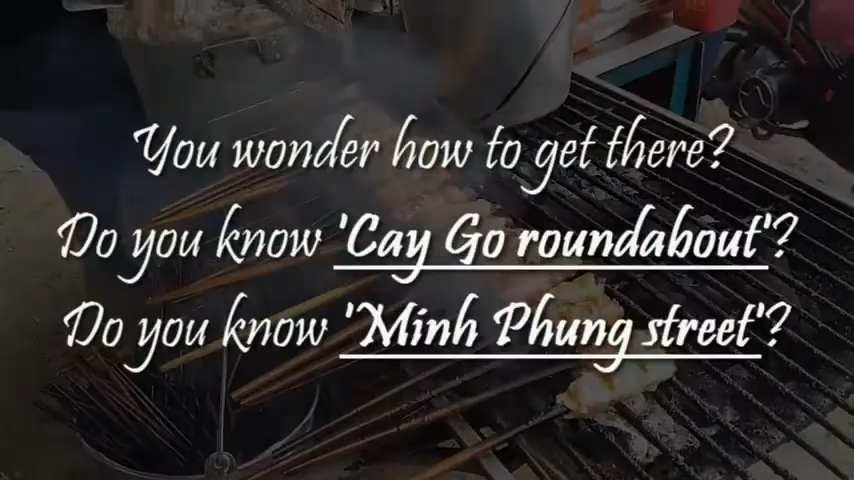 You wonder how to get there?
Do you know 'Cay Go roundabout'?
Do you know 'Minh Phung street'?